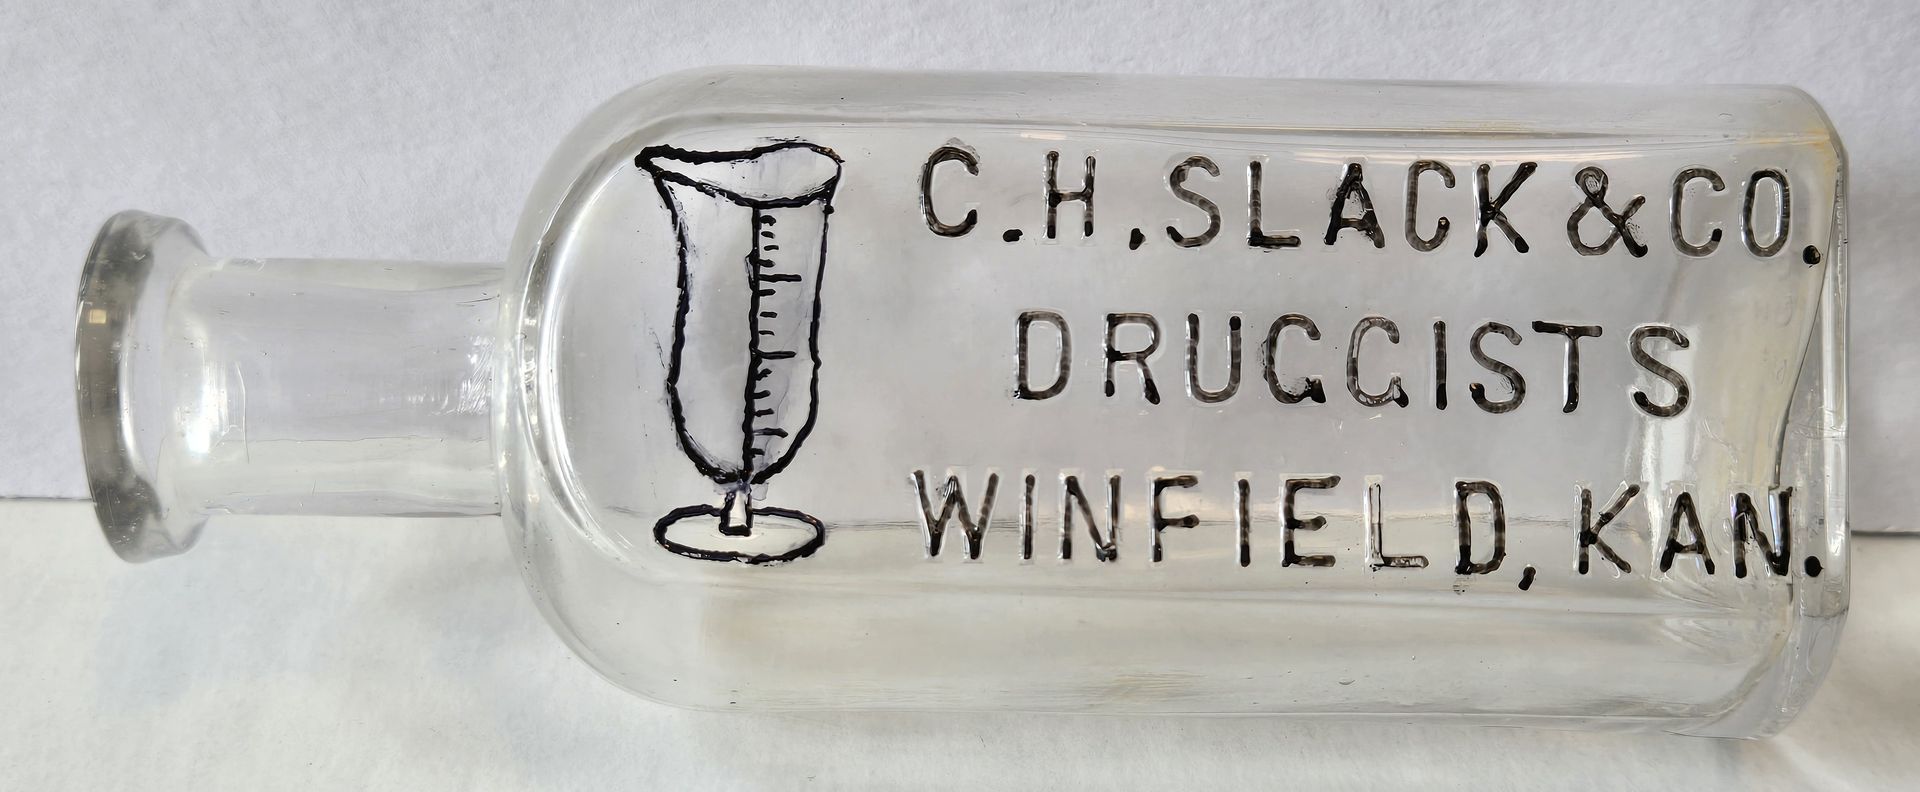 C.H.SLACK & CO.
DRUGGISTS
WINFIELD, KAN.